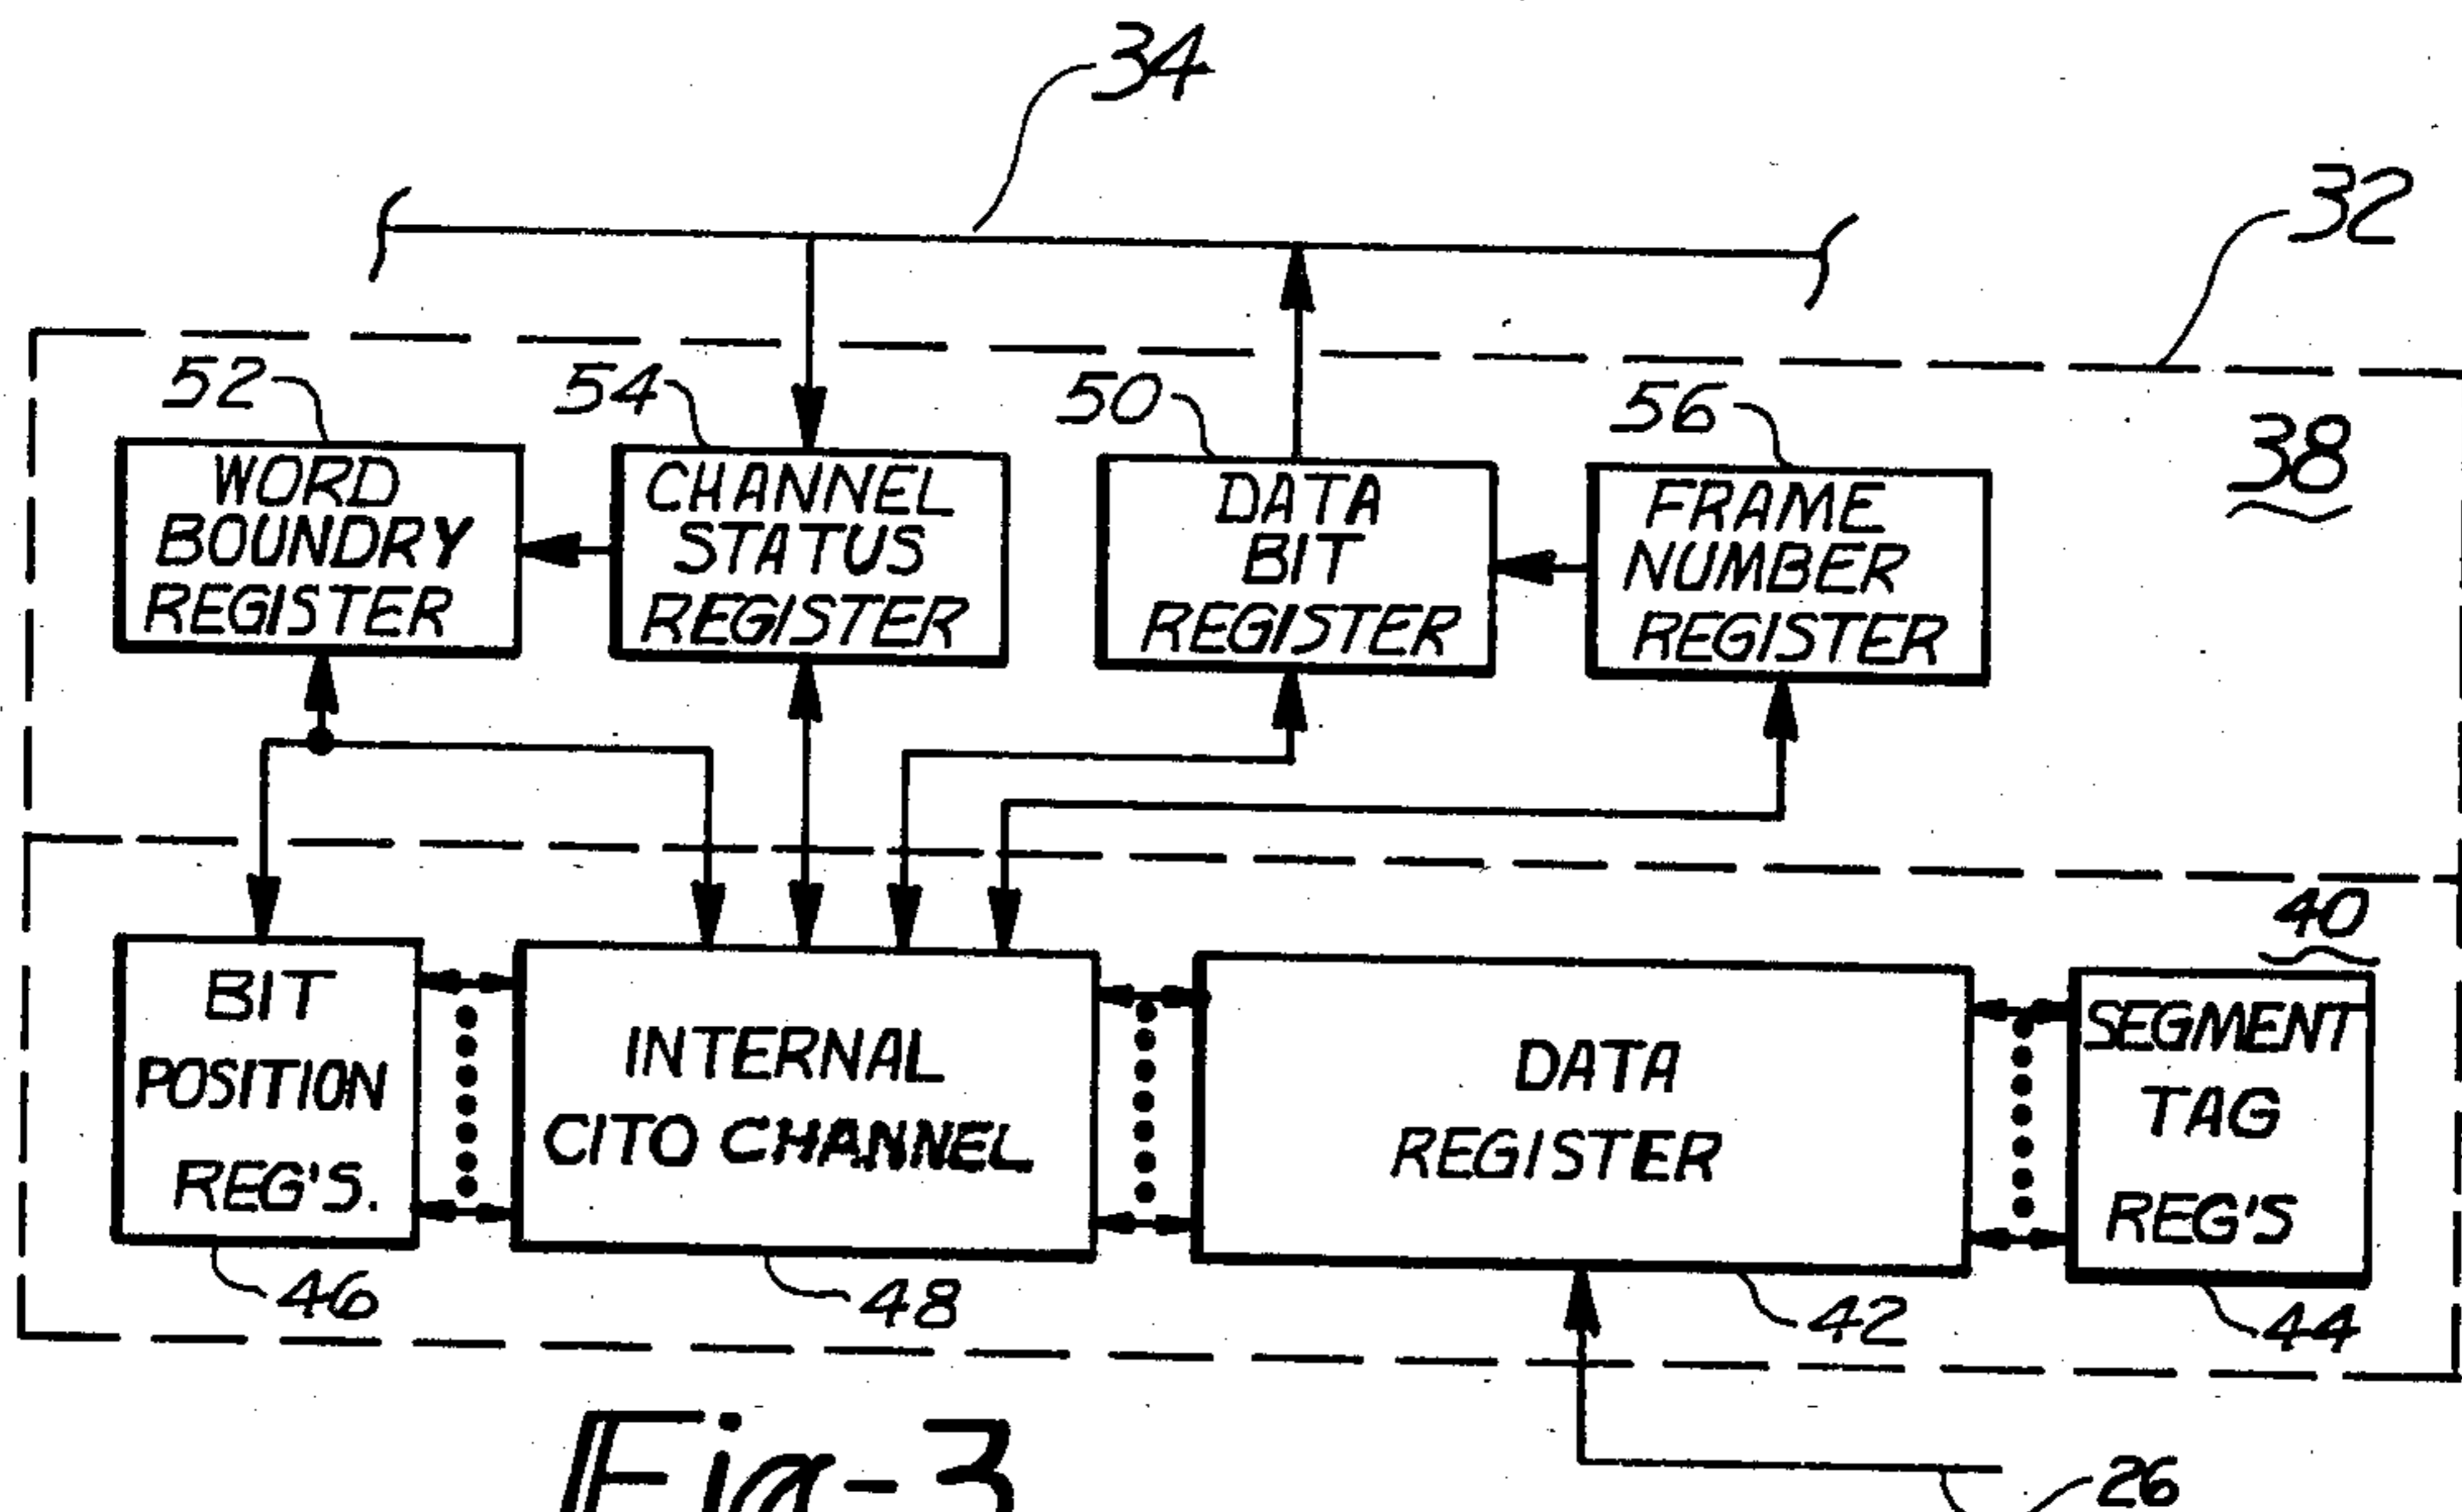 34
32
52
54
50
56
38
WORD
BOUNDRY
REGISTER
CHANNEL
STATUS
REGISTER
DATA
BIT
REGISTER
FRAME
NUMBER
REGISTER
40
BIT
POSITION
REG'S.
INTERNAL
CITO CHANNEL
DATA
REGISTER
SEGMENT
TAG
REG'S
46
48
42
44
26
Fig-3